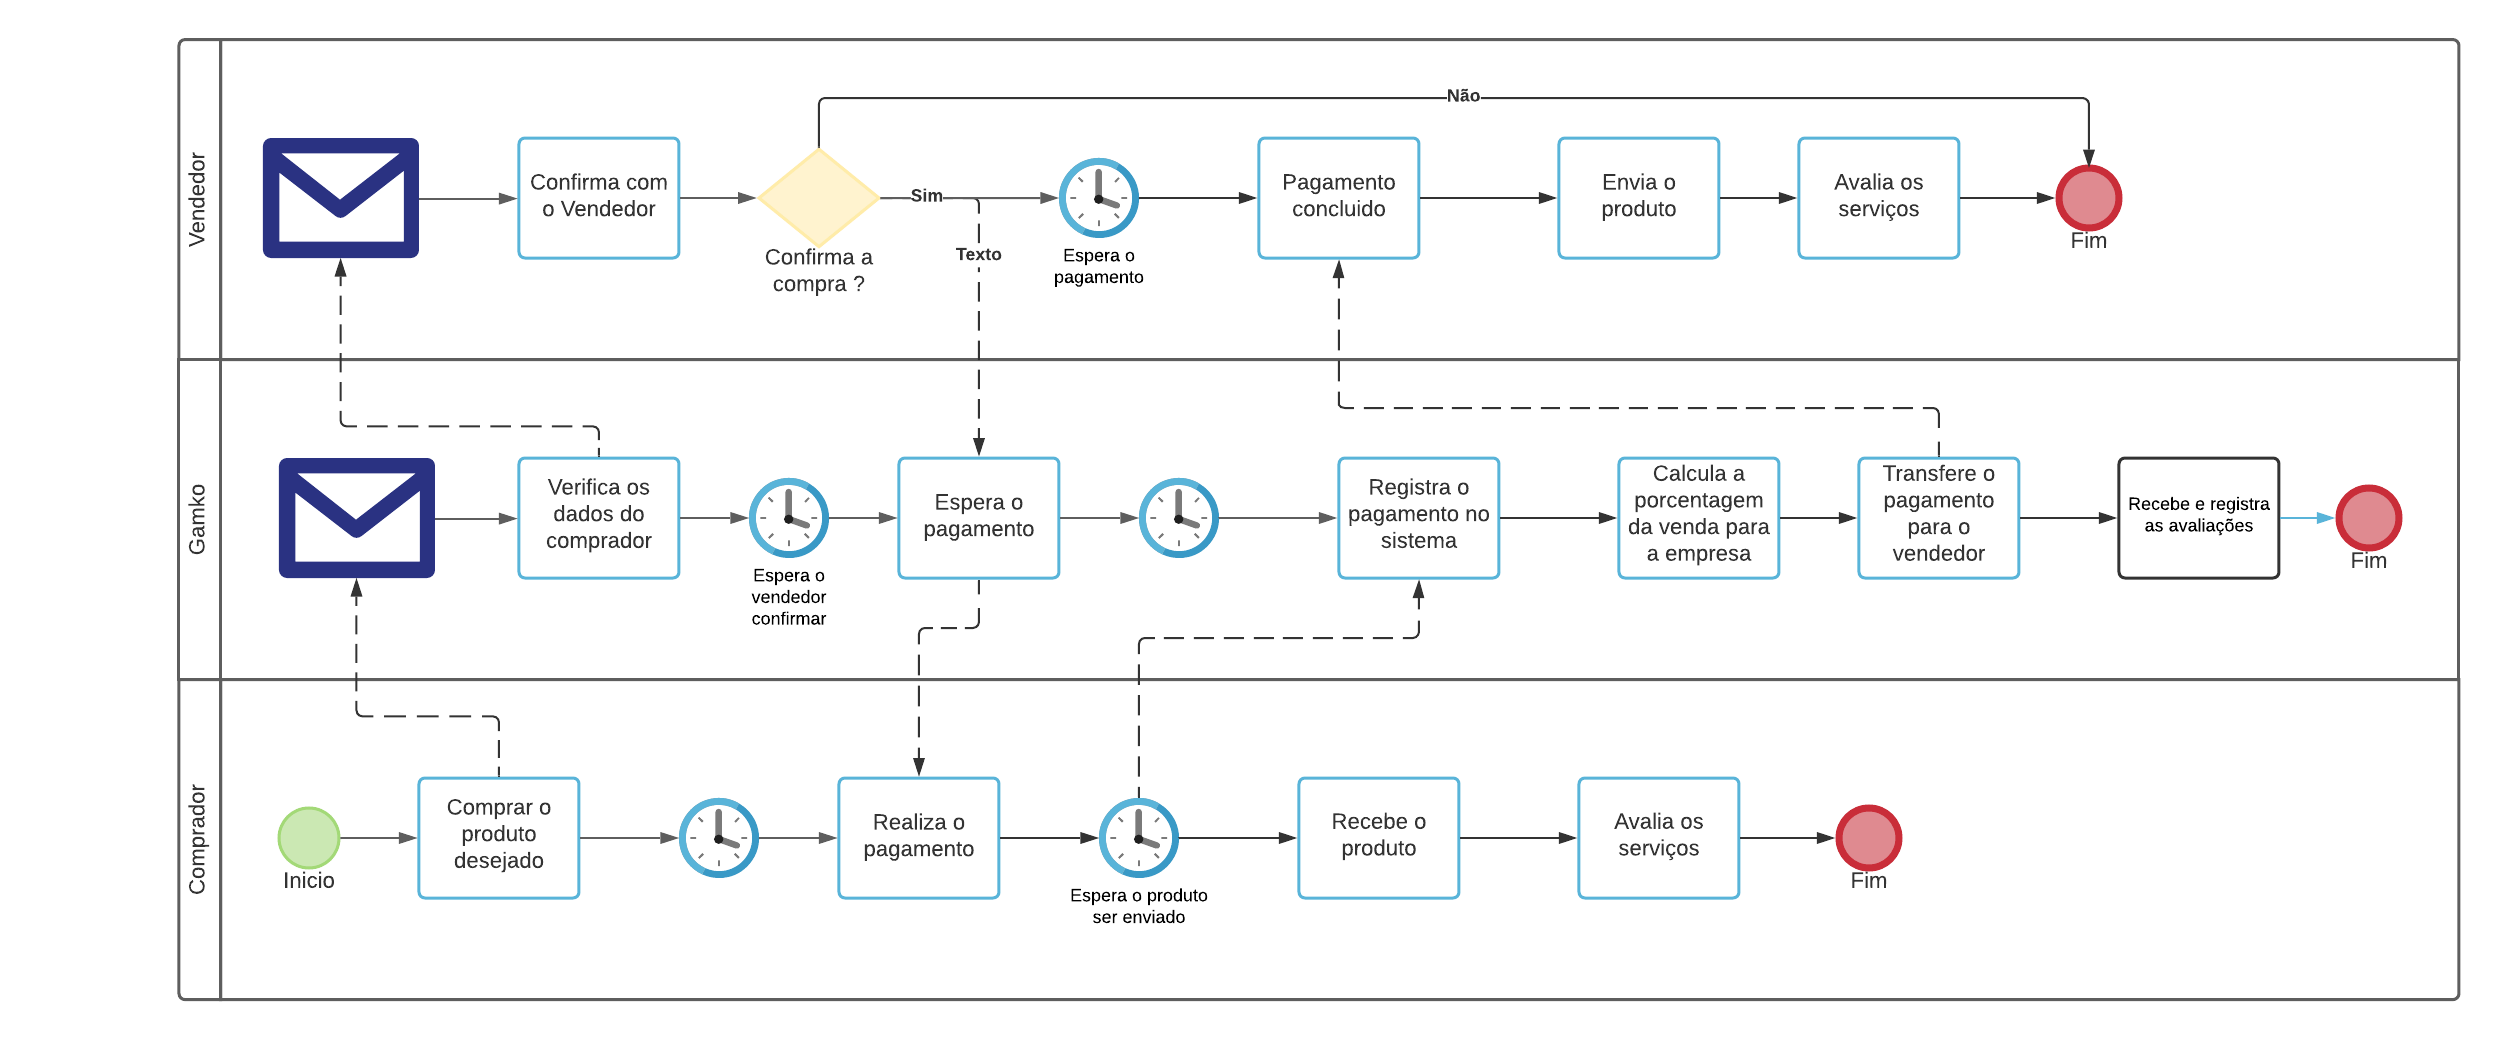 Vendedor
Não
Confirma com
o Vendedor
Sim
Confirma a
compra ?
Texto
Espera o
pagamento
Pagamento
concluido
Envia o
produto
Avalia os
serviços
Fim
Gamko
Verifica os
dados do
comprador
Espera o
vendedor
confirmar
Espera o
pagamento
Registra o
pagamento no
sistema
Calcula a
porcentagem
da venda para
a empresa
Transfere o
pagamento
para o
vendedor
Recebe e registra
as avaliações
Fim
Comprador
Inicio
Comprar o
produto
desejado
Realiza o
pagamento
Espera o produto
ser enviado
Recebe o
produto
Avalia os
serviços
Fim